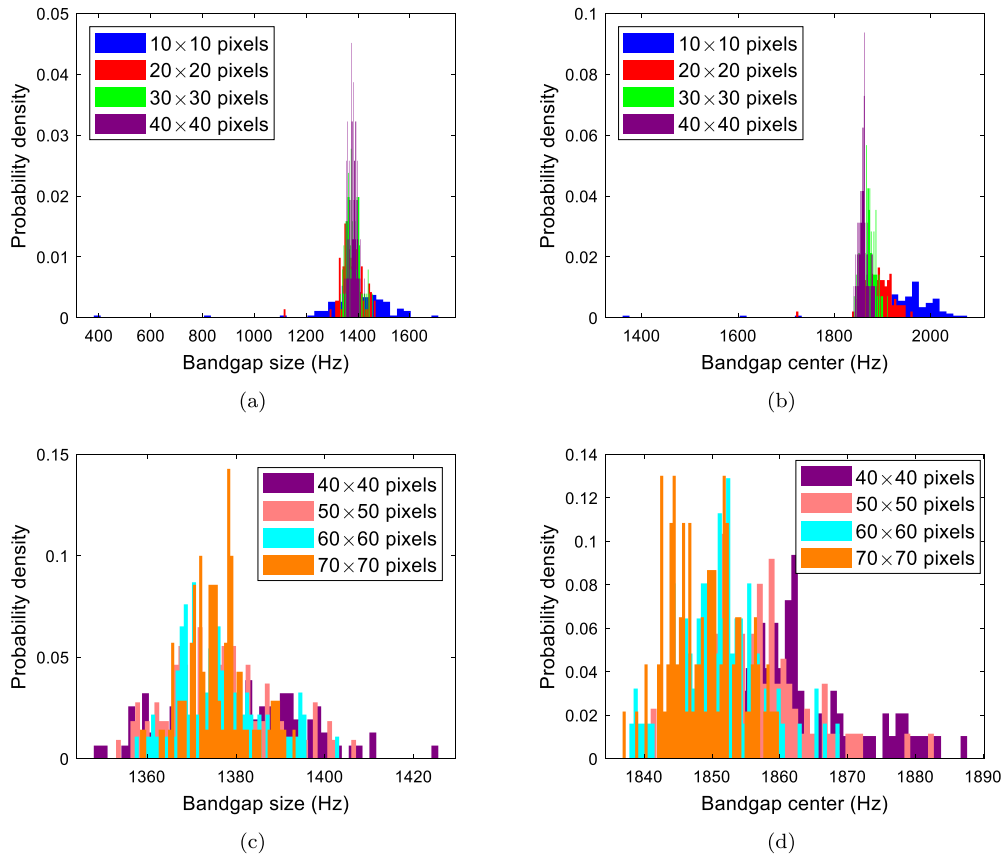 0.05
0.04
0.03
0.02
0.01
0
400 600 800 1000 1200 1400 1600
Probability density
Bandgap size (Hz)
10×10 pixels
20×20 pixels
30×30 pixels
40×40 pixels
(a)
0.1
0.08
0.06
0.04
0.02
0
1400 1600 1800 2000
Probability density
Bandgap center (Hz)
10×10 pixels
20×20 pixels
30×30 pixels
40×40 pixels
(b)
0.15
0.1
0.05
0
1360 1380 1400 1420
Probability density
Bandgap size (Hz)
40×40 pixels
50×50 pixels
60×60 pixels
70×70 pixels
(c)
0.14
0.12
0.10
0.08
0.06
0.04
0.02
0
1840 1850 1860 1870 1880 1890
Probability density
Bandgap center (Hz)
40×40 pixels
50×50 pixels
60×60 pixels
70×70 pixels
(d)